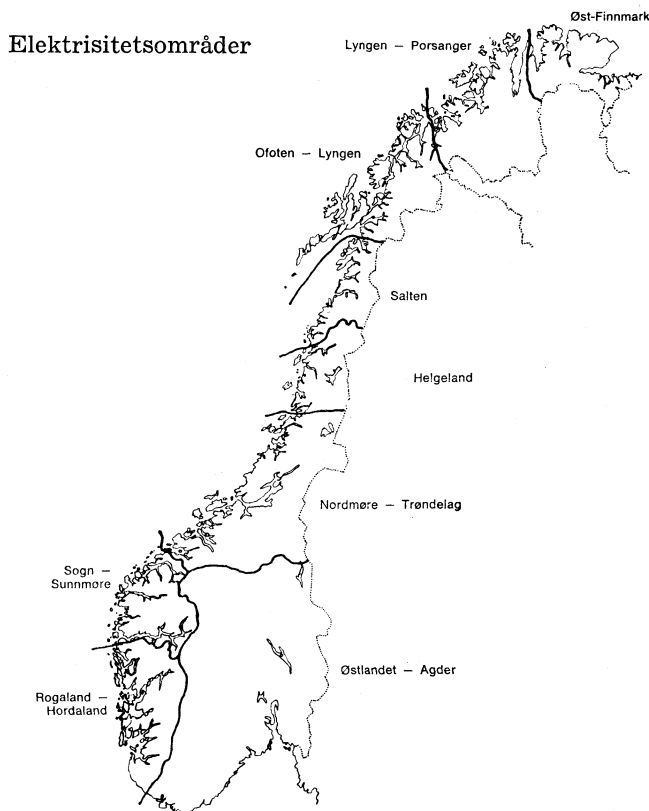 Elektrisitetsområder
Øst-Finnmark
Lyngen – Porsanger
Ofoten – Lyngen
Salten
Helgeland
Nordmøre – Trøndelag
Sogn –
Sunnmøre
Østlandet – Agder
Rogaland –
Hordaland